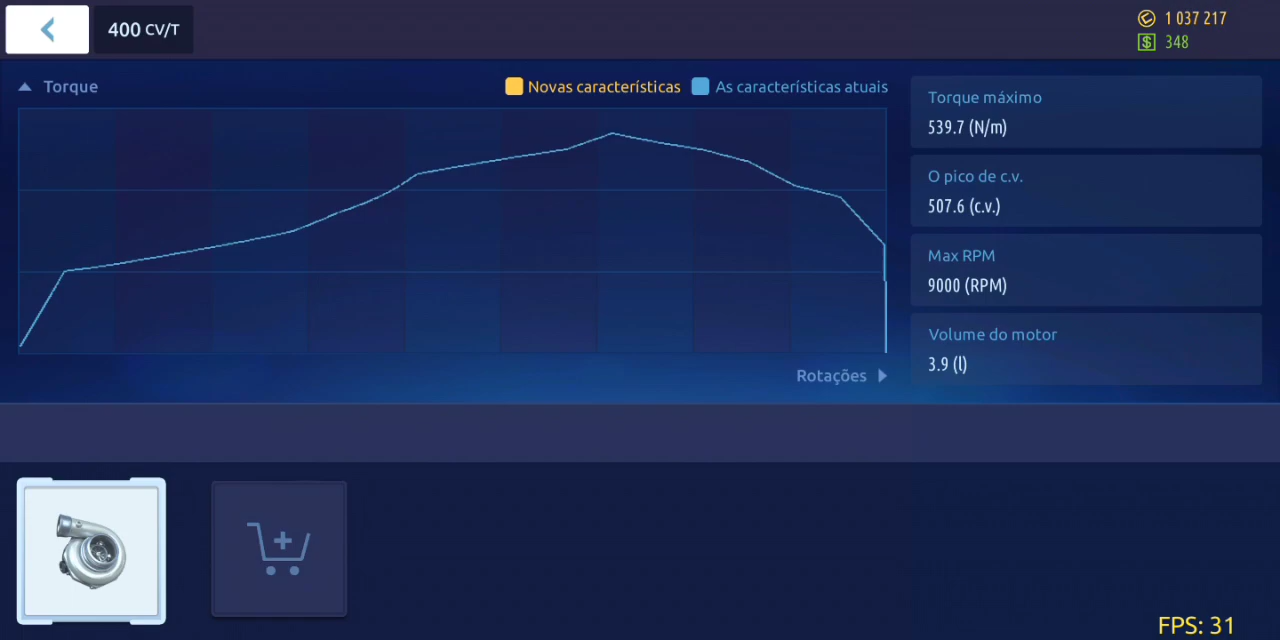 400 CV/T
1 037 217
348
Torque
Novas características
As características atuais
Torque máximo
539.7 (N/m)
O pico de c.v.
507.6 (c.v.)
Max RPM
9000 (RPM)
Volume do motor
3.9 (l)
Rotações
FPS: 31